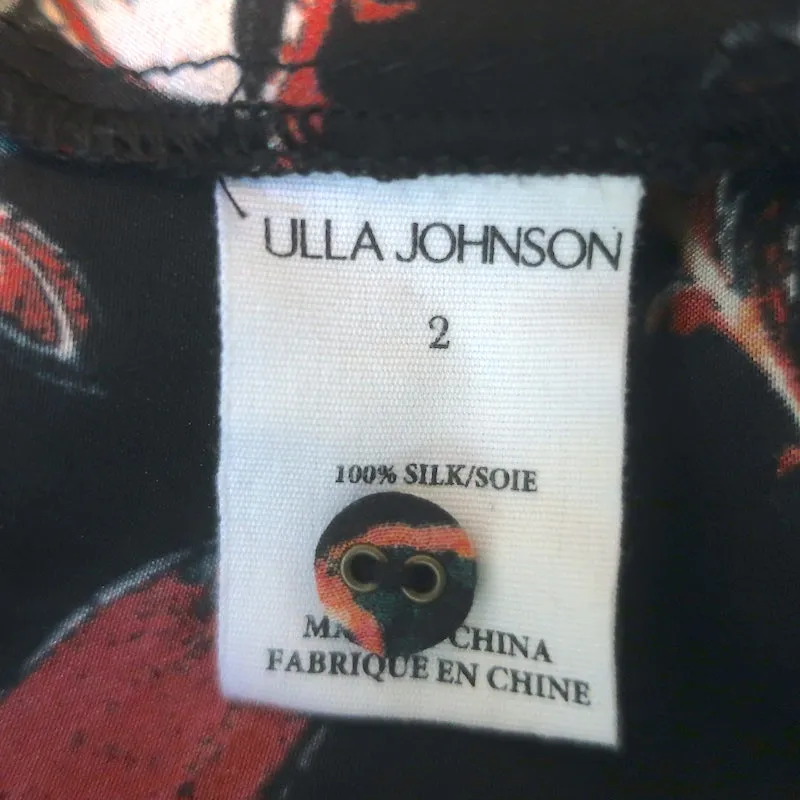 ULLA JOHNSON
2
100% SILK/SOIE
CHINA
FABRIQUE EN CHINE